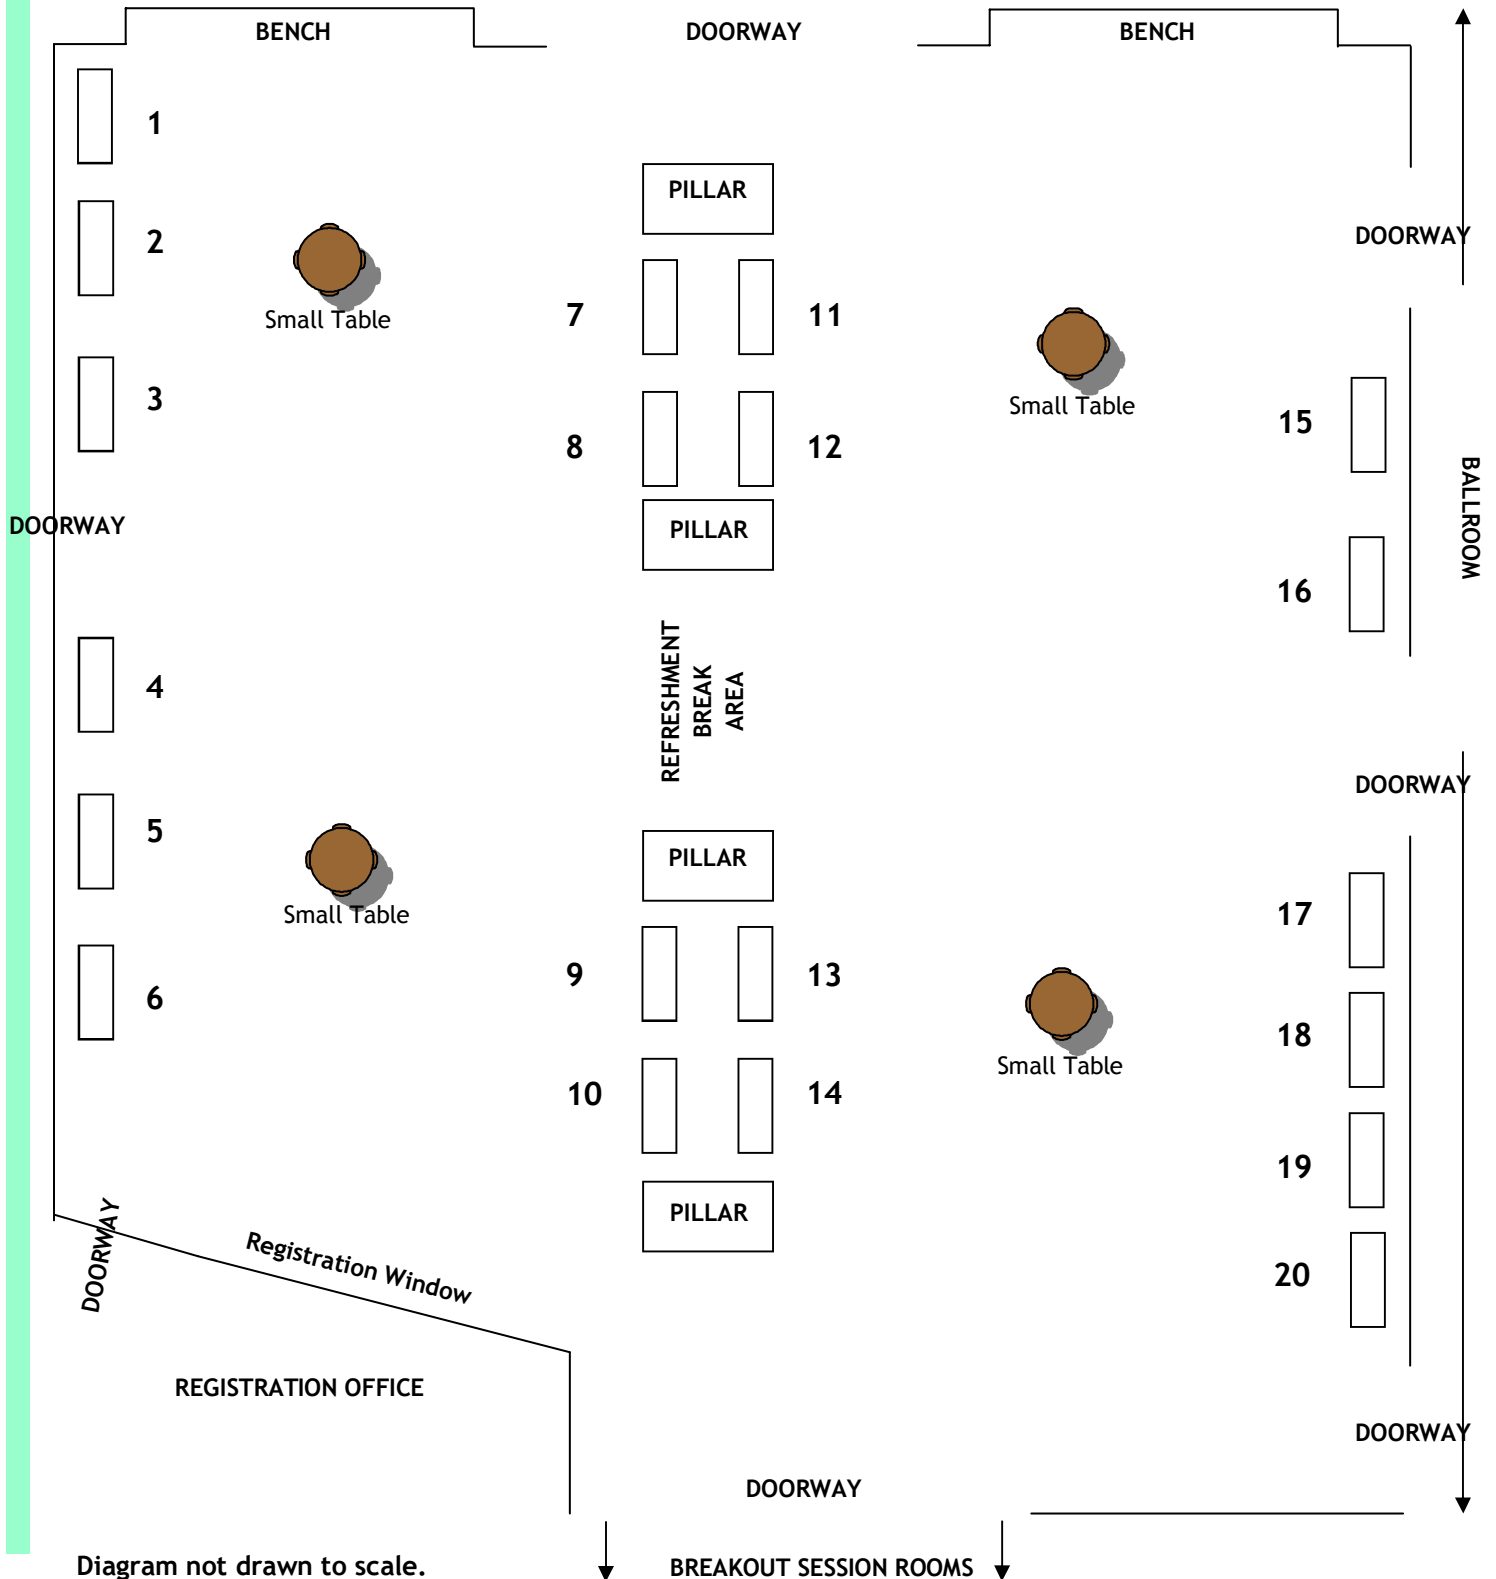 BENCH
DOORWAY
BENCH
1
PILLAR
2
DOORWAY
Small Table
7
11
3
Small Table
15
8
12
BALLROOM
DOORWAY
PILLAR
16
REFRESHMENT
BREAK
AREA
4
DOORWAY
5
PILLAR
Small Table
17
6
9
13
18
Small Table
10
14
19
DOORWAY
Registration Window
PILLAR
20
REGISTRATION OFFICE
DOORWAY
DOORWAY
Diagram not drawn to scale.
BREAKOUT SESSION ROOMS